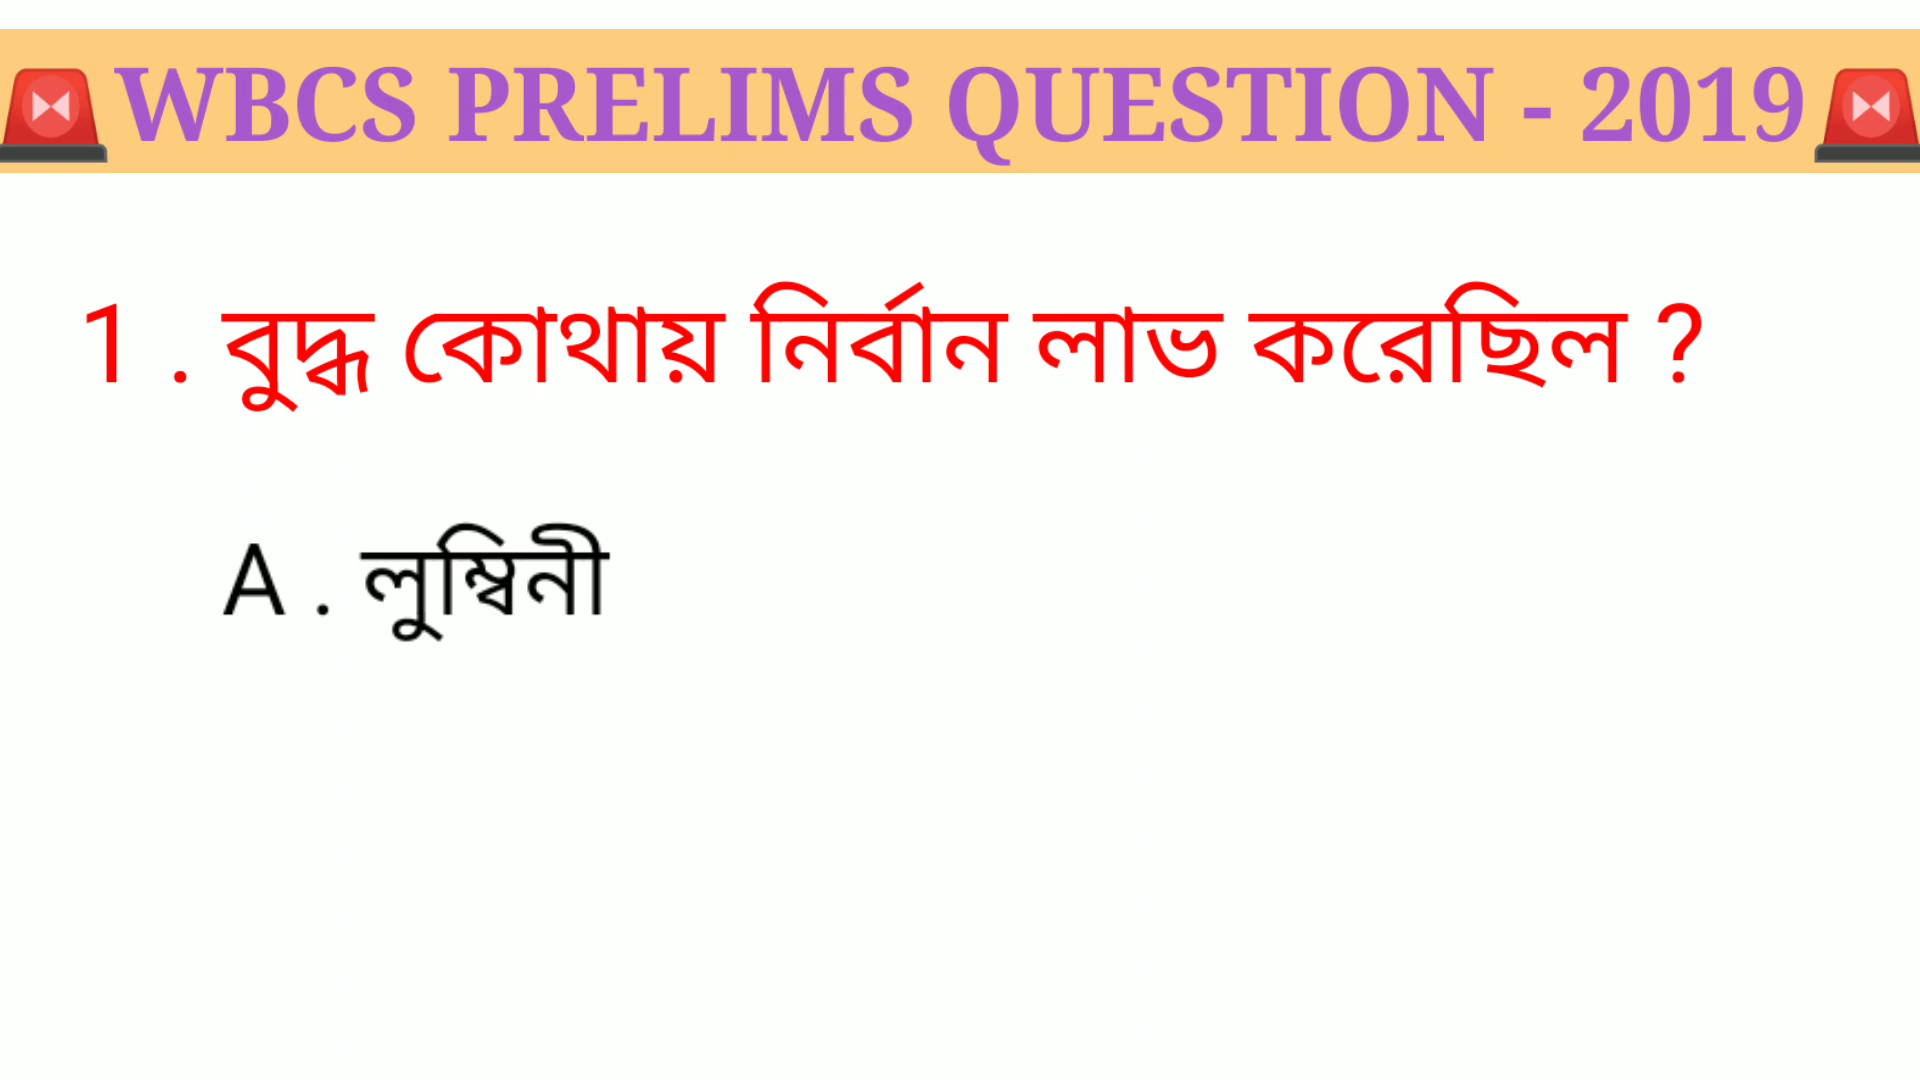 WBCS PRELIMS QUESTION - 2019
1 . বুদ্ধ কোথায় নির্বান লাভ করেছিল ?
A . লুম্বিনী